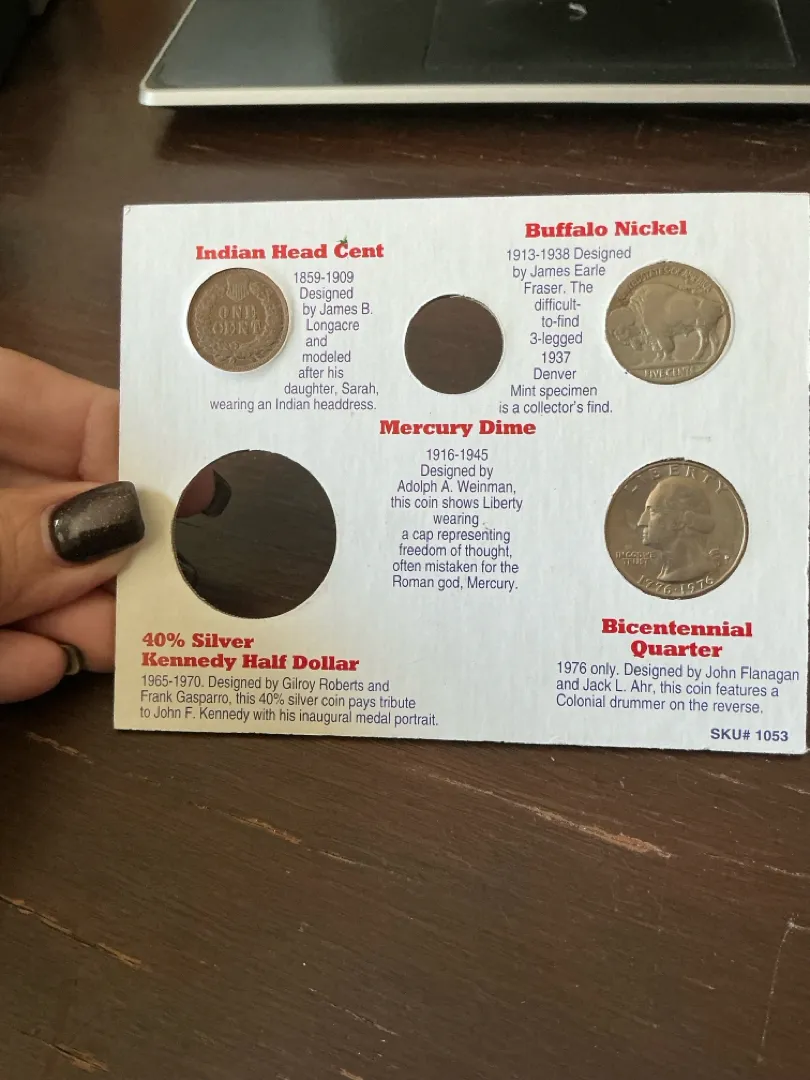 Indian Head Cent
1859-1909
Designed
by James B.
Longacre
and
modeled
after his
daughter, Sarah,
wearing an Indian headdress.
ONE
CENT
Buffalo Nickel
1913-1938 Designed
by James Earle
Fraser. The
difficult-
to-find
3-legged
1937
Denver
Mint specimen
is a collector's find.
FIVE CENTS
Mercury Dime
1916-1945
Designed by
Adolph A. Weinman,
this coin shows Liberty
wearing
a cap representing
freedom of thought,
often mistaken for the
Roman god, Mercury.
LIBERTY
IN GOD WE
TRUST
1776-1976
40% Silver
Kennedy Half Dollar
1965-1970. Designed by Gilroy Roberts and
Frank Gasparro, this 40% silver coin pays tribute
to John F. Kennedy with his inaugural medal portrait.
Bicentennial
Quarter
1976 only. Designed by John Flanagan
and Jack L. Ahr, this coin features a
Colonial drummer on the reverse.
SKU# 1053